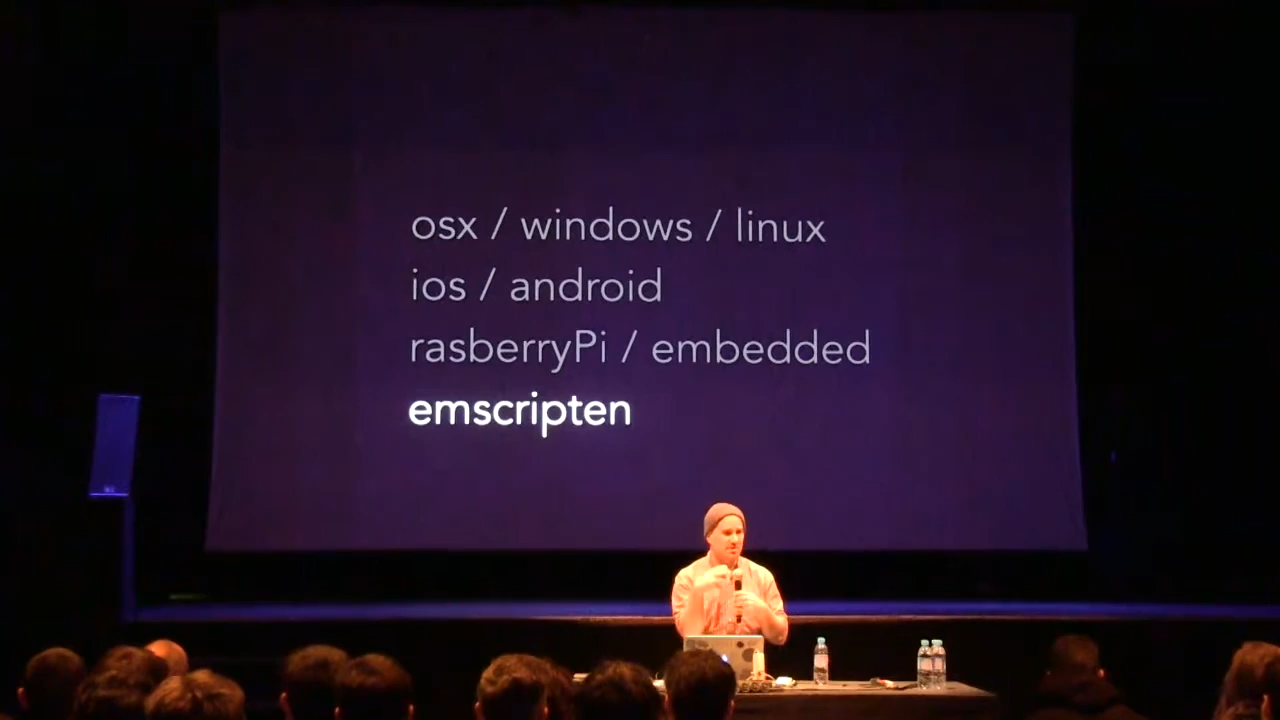 osx / windows / linux
ios / android
rasberryPi / embedded
emscripten